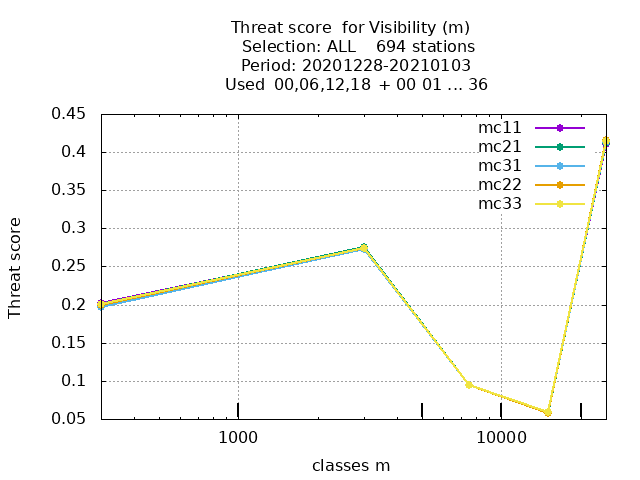 Threat score  for Visibility (m)
Selection: ALL    694 stations
Period: 20201228-20210103
Used  00,06,12,18  + 00 01 ... 36
0.45
0.4
0.35
0.3
0.25
0.2
0.15
0.1
0.05
Threat score
mc11
mc21
mc31
mc22
mc33
1000
10000
classes m